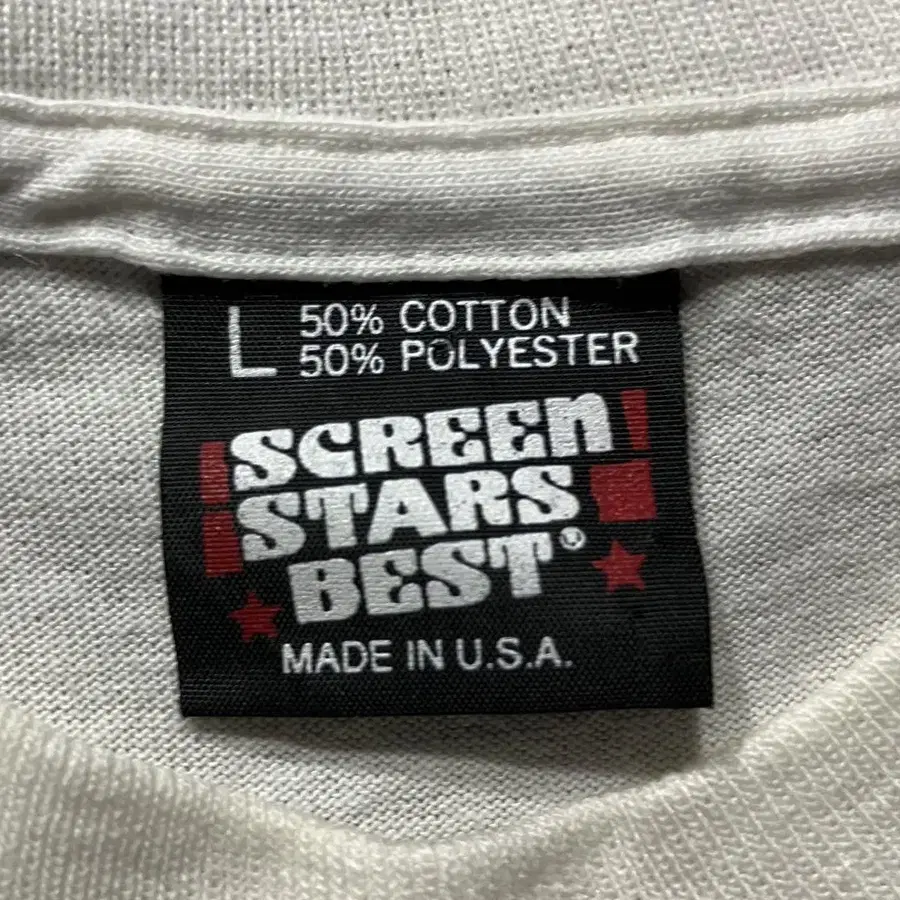 L 50% COTTON
50% POLYESTER
SCREEN
STARS
BEST®
MADE IN U.S.A.